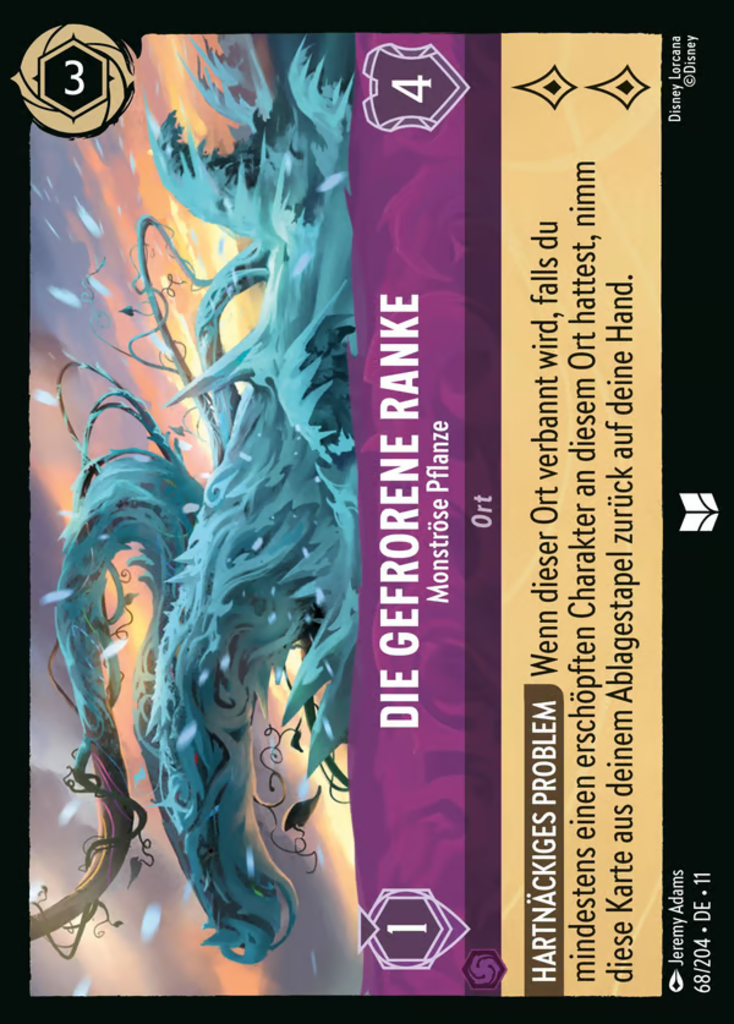 3
4
1
DIE GEFRORENE RANKE
Monströse Pflanze
Ort
HARTNÄCKIGES PROBLEM Wenn dieser Ort verbannt wird, falls du
mindestens einen erschöpften Charakter an diesem Ort hattest, nimm
diese Karte aus deinem Ablagestapel zurück auf deine Hand.
Jeremy Adams
68/204 • DE • 11
Disney Lorcana
©Disney